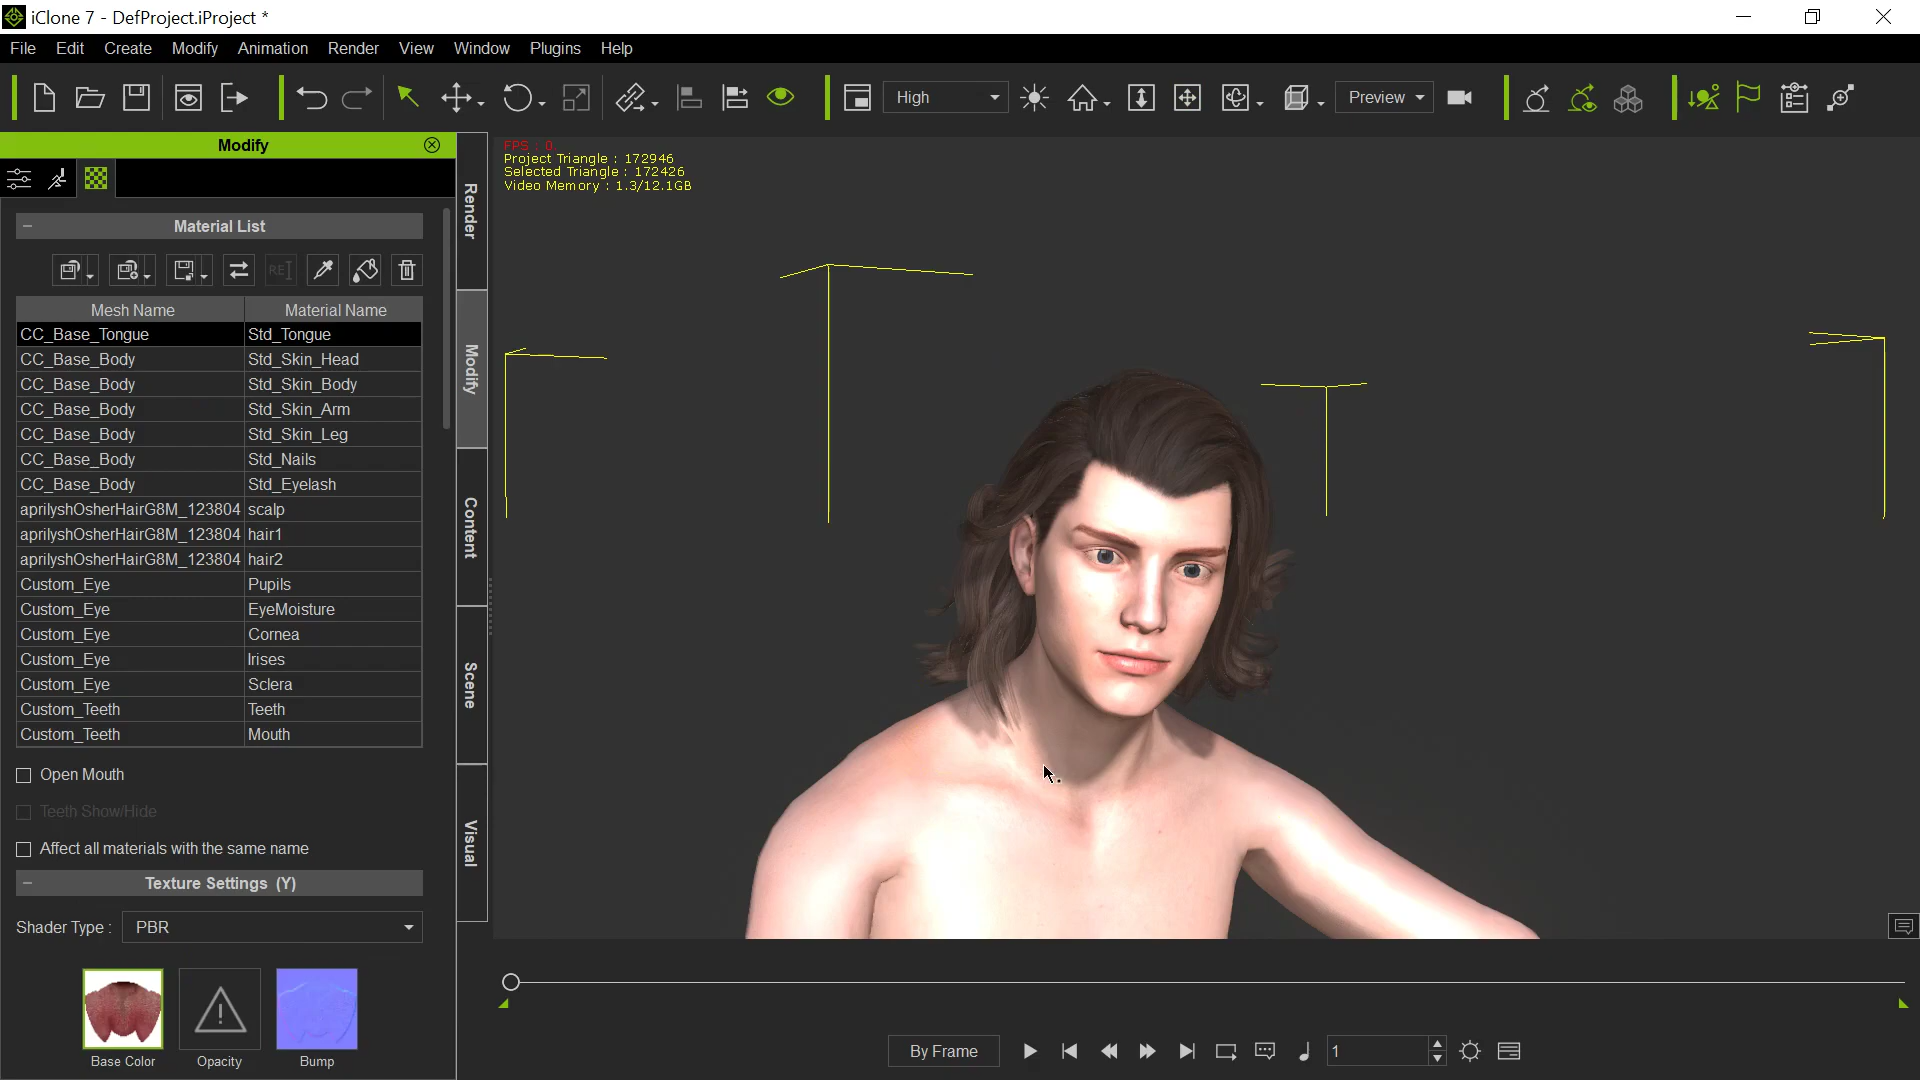 iClone 7 - DefProject.iProject *
File Edit Create Modify Animation Render View Window Plugins Help
High
Preview
Modify
Material List
Mesh Name Material Name
CC_Base_Tongue Std_Tongue
CC_Base_Body Std_Skin_Head
CC_Base_Body Std_Skin_Body
CC_Base_Body Std_Skin_Arm
CC_Base_Body Std_Skin_Leg
CC_Base_Body Std_Nails
CC_Base_Body Std_Eyelash
aprilyshOsherHairG8M_123804 scalp
aprilyshOsherHairG8M_123804 hair1
aprilyshOsherHairG8M_123804 hair2
Custom_Eye Pupils
Custom_Eye EyeMoisture
Custom_Eye Cornea
Custom_Eye Irises
Custom_Eye Sclera
Custom_Teeth Teeth
Custom_Teeth Mouth
Open Mouth
Teeth Show/Hide
Affect all materials with the same name
Texture Settings (Y)
Shader Type : PBR
Base Color Opacity Bump
Render
Modify
Content
Scene
Visual
FPS : 0
Project Triangle : 172946
Selected Triangle : 172426
Video Memory : 1.3/12.1GB
By Frame
1